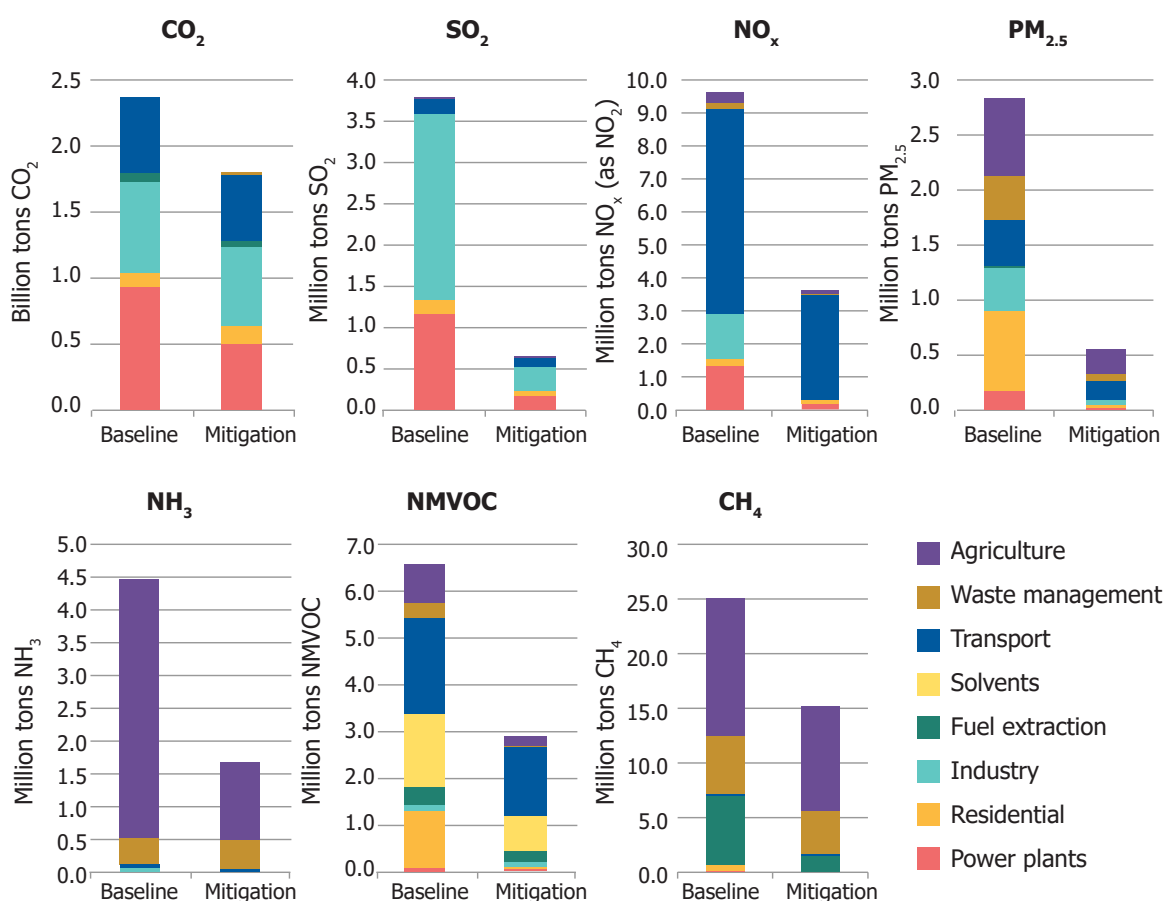 CO2
Billion tons CO2
2.5
2.0
1.5
1.0
0.5
0.0
Baseline Mitigation
SO2
Million tons SO2
4.0
3.5
3.0
2.5
2.0
1.5
1.0
0.5
0.0
Baseline Mitigation
NOx
Million tons NOx (as NO2)
10.0
9.0
8.0
7.0
6.0
5.0
4.0
3.0
2.0
1.0
0.0
Baseline Mitigation
PM2.5
Million tons PM2.5
3.0
2.5
2.0
1.5
1.0
0.5
0.0
Baseline Mitigation
NH3
Million tons NH3
5.0
4.5
4.0
3.5
3.0
2.5
2.0
1.5
1.0
0.5
0.0
Baseline Mitigation
NMVOC
Million tons NMVOC
7.0
6.0
5.0
4.0
3.0
2.0
1.0
0.0
Baseline Mitigation
CH4
Million tons CH4
30.0
25.0
20.0
15.0
10.0
5.0
0.0
Baseline Mitigation
Agriculture
Waste management
Transport
Solvents
Fuel extraction
Industry
Residential
Power plants